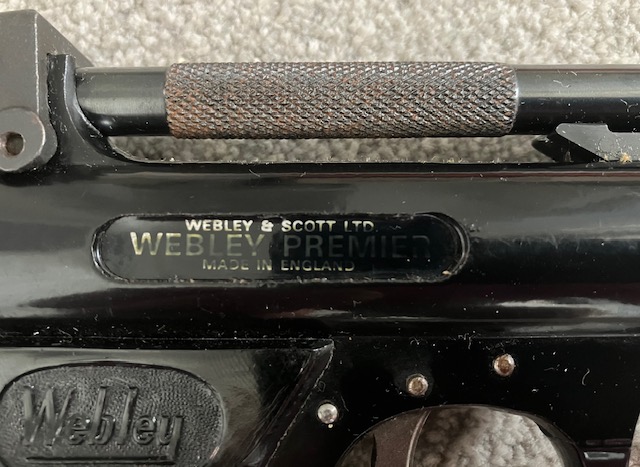 WEBLEY & SCOTT LTD.
WEBLEY PREMIER
MADE IN ENGLAND
Webley